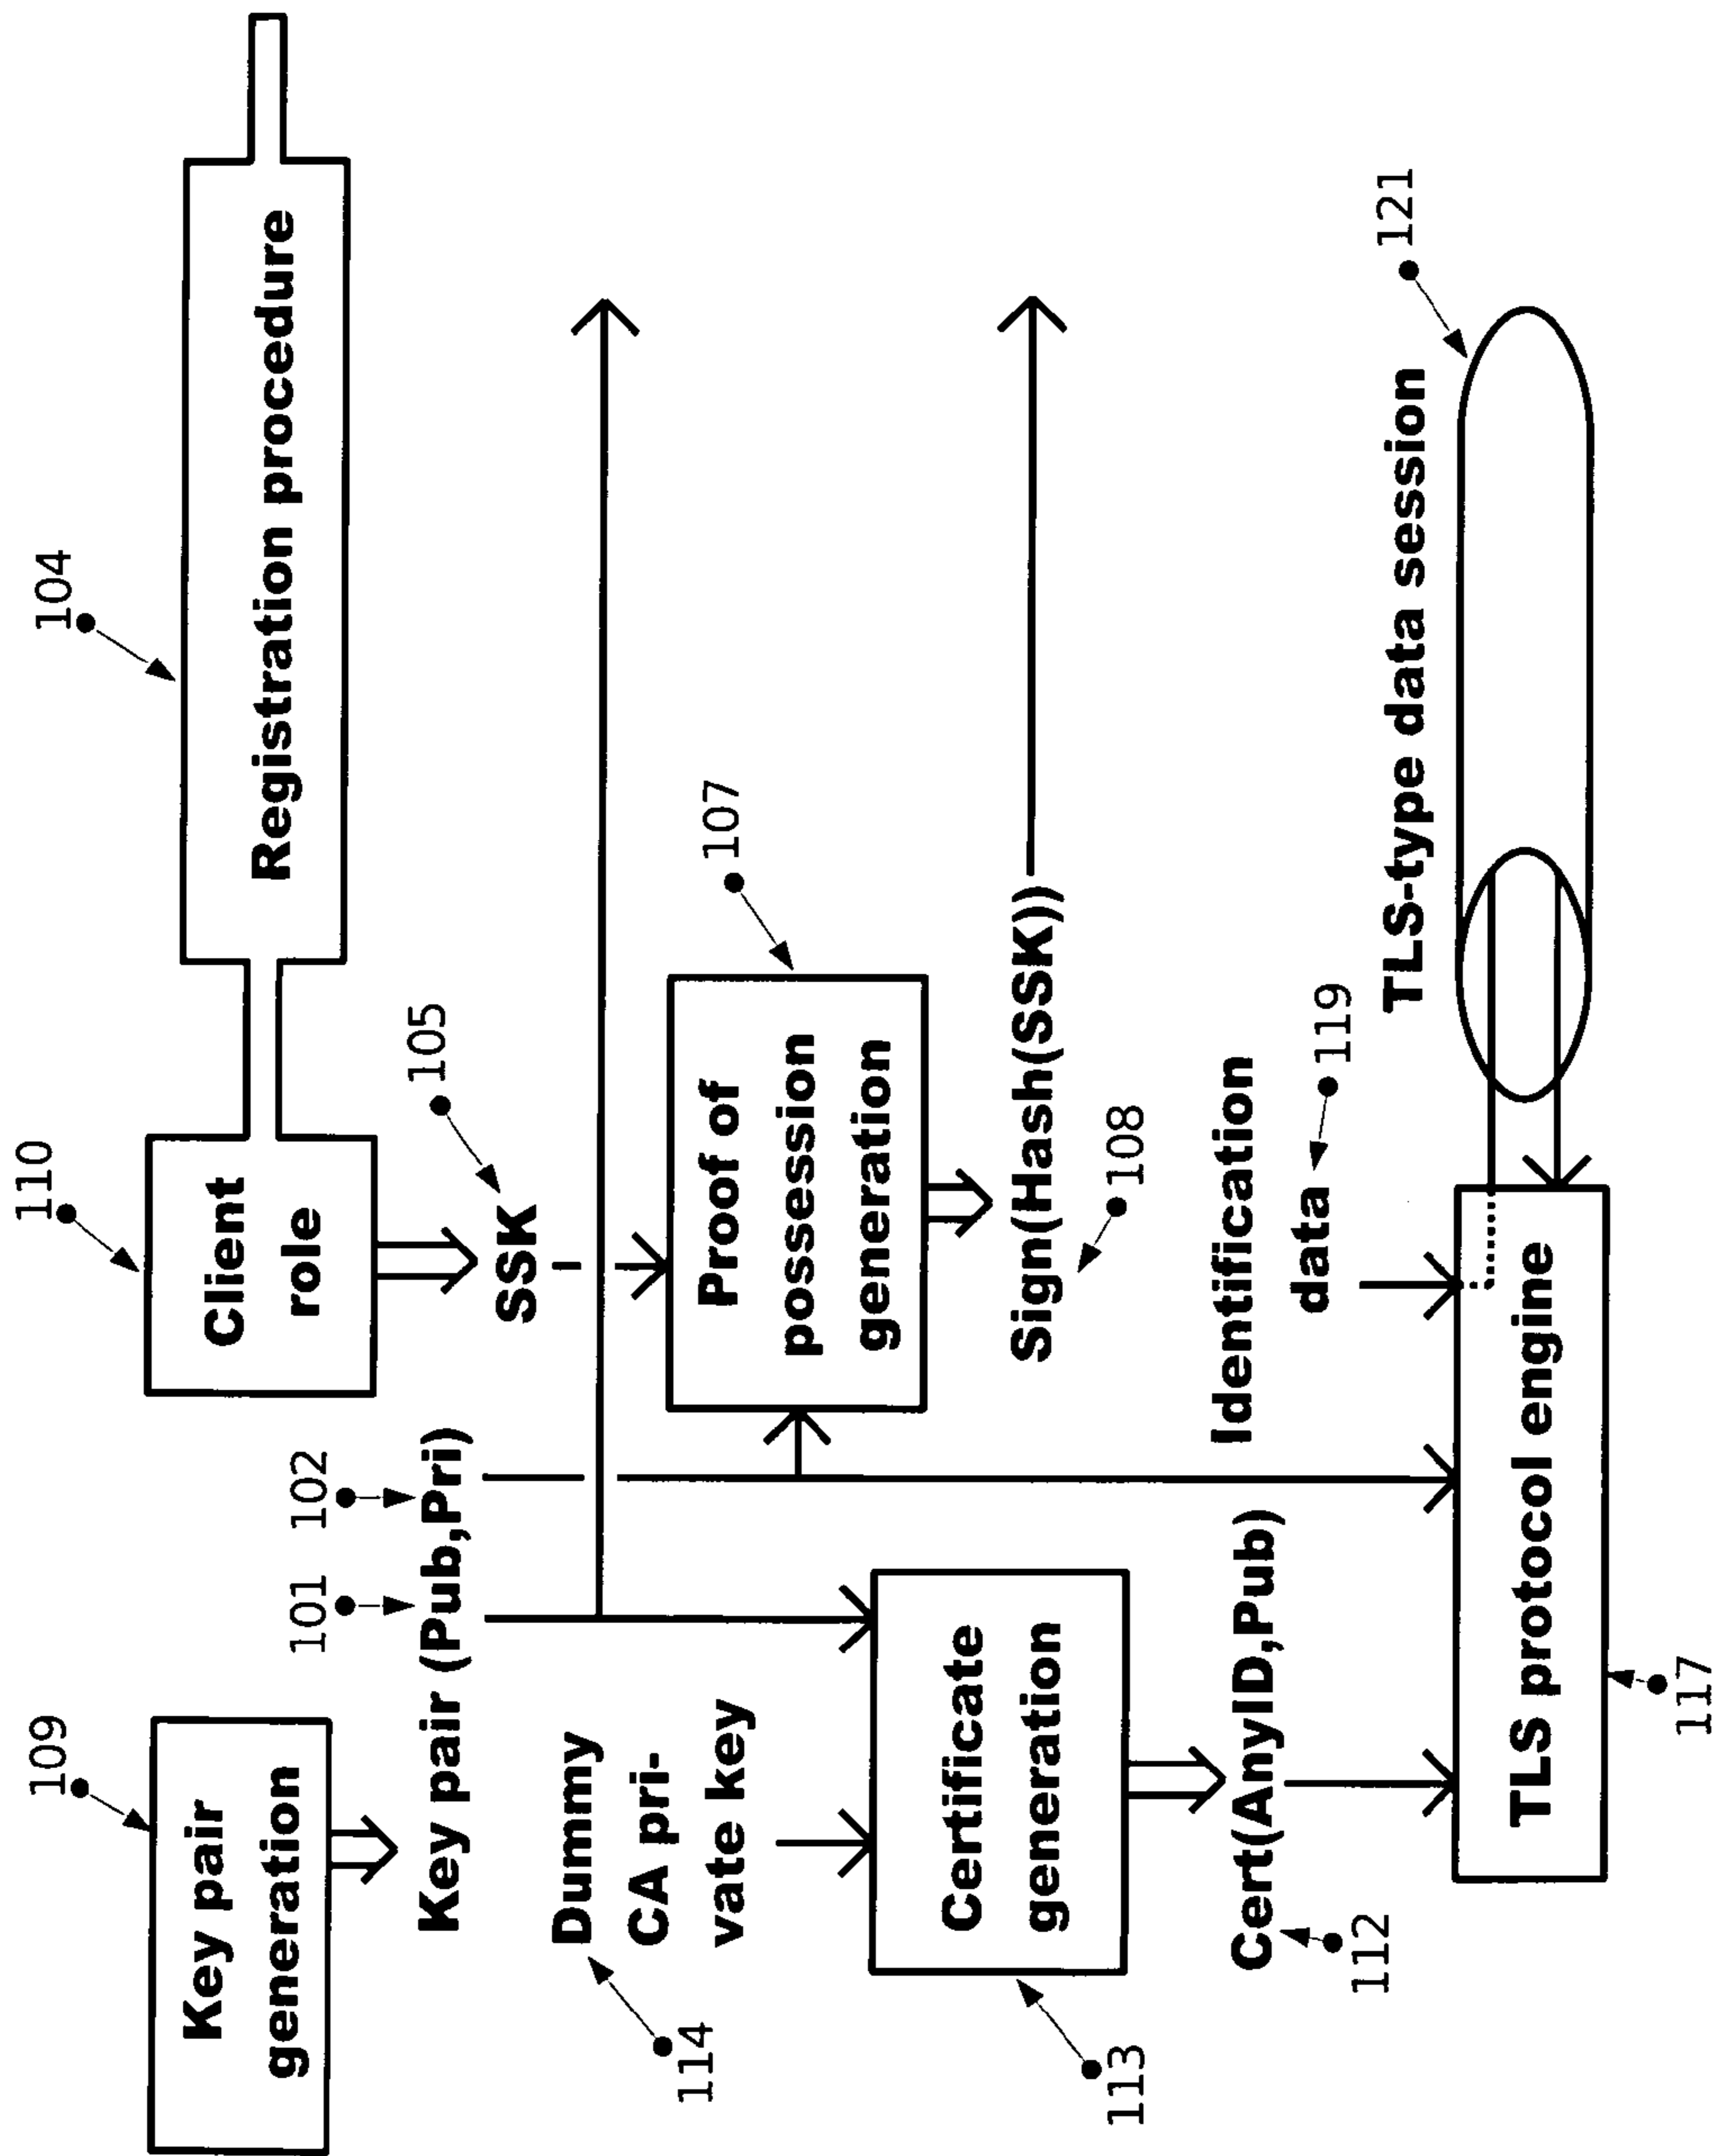 109
Key pair
generation
110
Client
role
104
Registration procedure
101
102
Key pair (Pub,Pri)
105
SSK
114
Dummy
CA pri-
vate key
107
Proof of
possession
generation
113
Certificate
generation
Sign(Hash(SSK))
108
112
Cert(AnyID,Pub)
Identification
data
119
TLS-type data session
121
TLS protocol engine
117